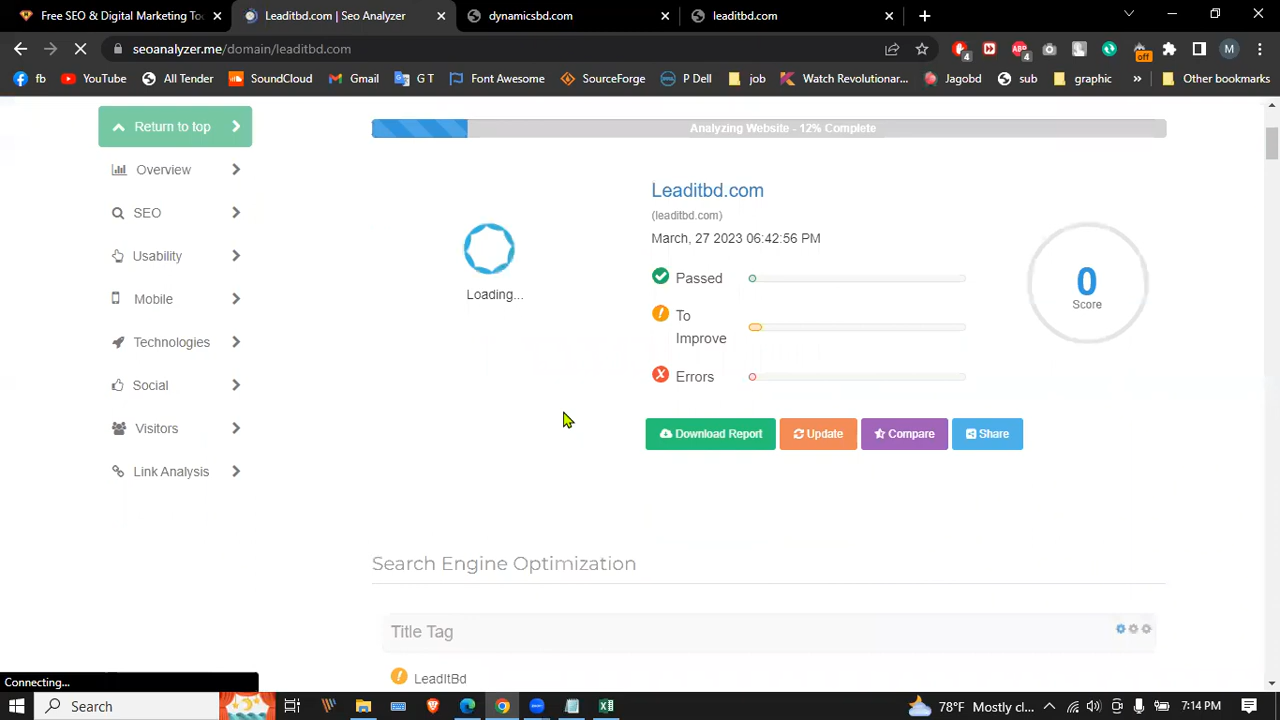 Free SEO & Digital Marketing Too
Leaditbd.com | Seo Analyzer
dynamicsbd.com
leaditbd.com
seoanalyzer.me/domain/leaditbd.com
4
4
off
M
fb
YouTube
All Tender
SoundCloud
Gmail
G T
Font Awesome
SourceForge
P Dell
job
Watch Revolutionar...
Jagobd
sub
graphic
»
Other bookmarks
Return to top
Overview
SEO
Usability
Mobile
Technologies
Social
Visitors
Link Analysis
Analyzing Website - 12% Complete
Loading...
Leaditbd.com
(leaditbd.com)
March, 27 2023 06:42:56 PM
Passed
To
Improve
Errors
0
Score
Download Report
Update
Compare
Share
Search Engine Optimization
Title Tag
LeadItBd
Connecting...
Search
78°F Mostly cl...
7:14 PM